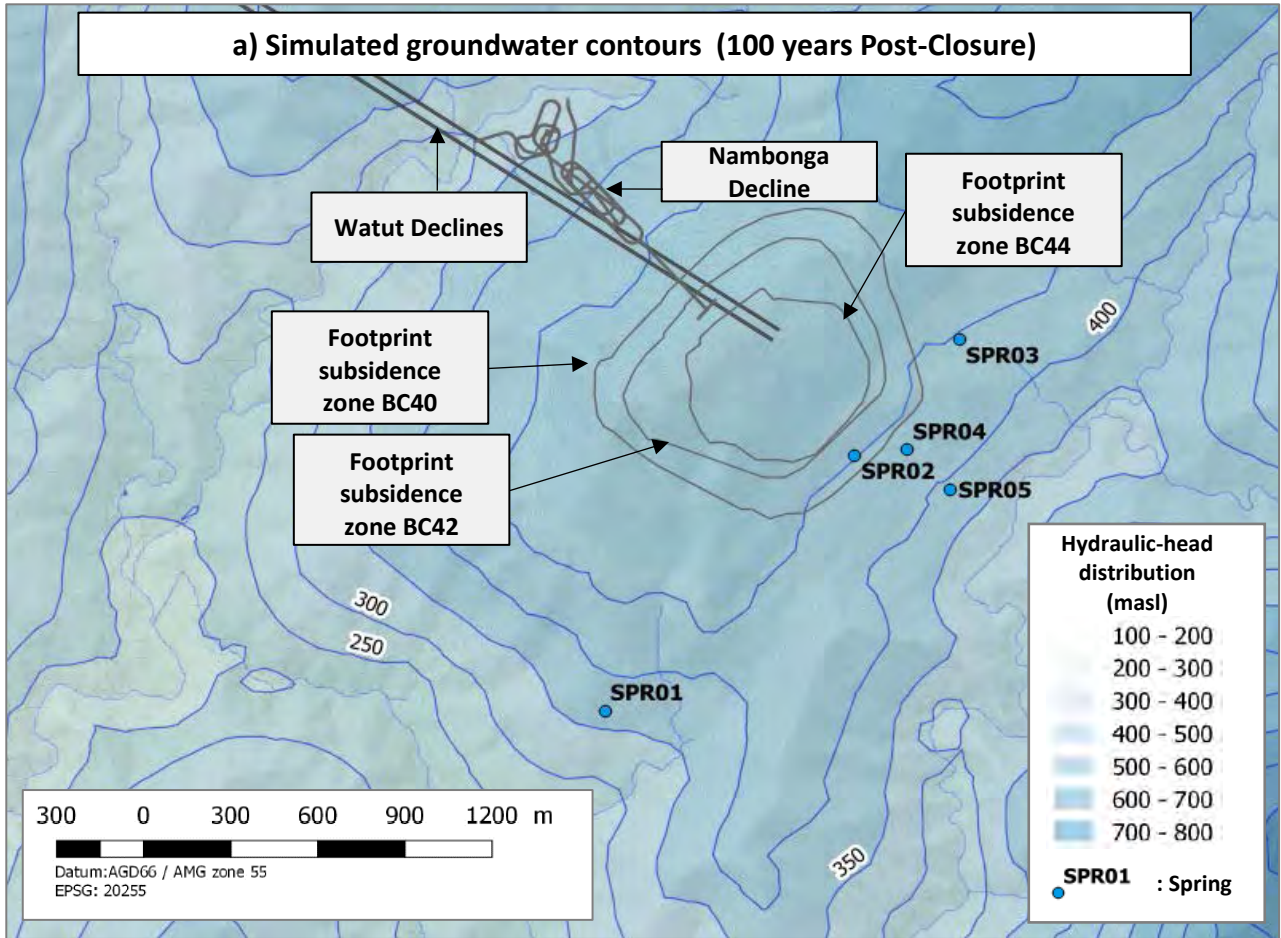 a) Simulated groundwater contours (100 years Post-Closure)
Nambonga
Decline
Footprint
subsidence
zone BC44
Watut Declines
400
SPR03
Footprint
subsidence
zone BC40
SPR04
SPR02
Footprint
subsidence
zone BC42
SPR05
300
250
SPR01
350
300 0 300 600 900 1200 m
Datum:AGD66 / AMG zone 55
EPSG: 20255
Hydraulic-head
distribution
(masl)
100 - 200
200 - 300
300 - 400
400 - 500
500 - 600
600 - 700
700 - 800
SPR01 : Spring